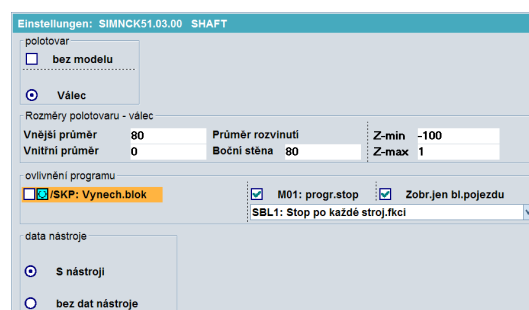 Einstellungen: SIMNCK51.03.00 SHAFT
polotovar
bez modelu
Válec
Rozměry polotovaru - válec
Vnější průměr 80 Průměr rozvinutí Z-min -100
Vnitřní průměr 0 Boční stěna 80 Z-max 1
ovlivnění programu
/SKP: Vynech.blok M01: progr.stop Zobr.jen bl.pojezdu
SBL1: Stop po každé stroj.fkci
data nástroje
S nástroji
bez dat nástroje